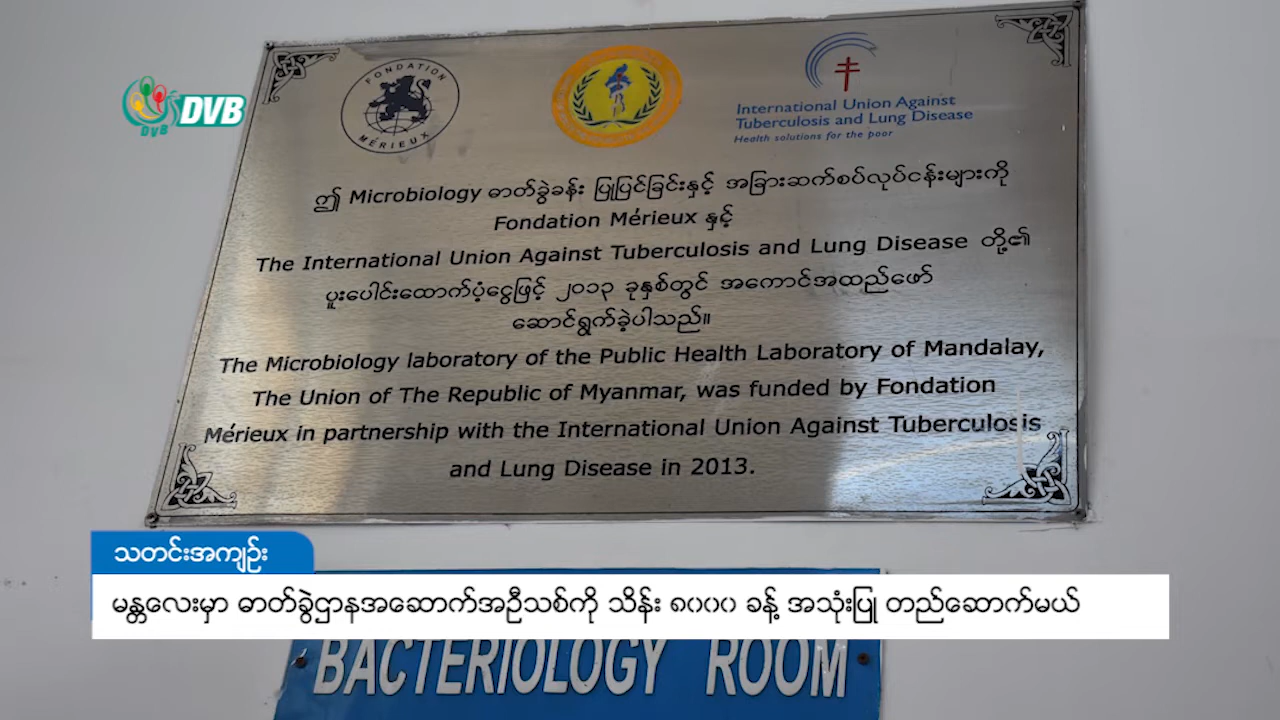 FONDATION
MÉRIEUX
International Union Against
Tuberculosis and Lung Disease
Health solutions for the poor
DVB
DVB
ဤ Microbiology ဓာတ်ခွဲခန်း ပြုပြင်ခြင်းနှင့် အခြားဆက်စပ်လုပ်ငန်းများကို
Fondation Mérieux နှင့်
The International Union Against Tuberculosis and Lung Disease တို့၏
ပူးပေါင်းထောက်ပံ့ငွေဖြင့် ၂၀၁၃ ခုနှစ်တွင် အကောင်အထည်ဖော်
ဆောင်ရွက်ခဲ့ပါသည်။
The Microbiology laboratory of the Public Health Laboratory of Mandalay,
The Union of The Republic of Myanmar, was funded by Fondation
Mérieux in partnership with the International Union Against Tuberculosis
and Lung Disease in 2013.
သတင်းအကျဉ်း
မန္တလေးမှာ ဓာတ်ခွဲဌာနအဆောက်အဦသစ်ကို သိန်း ၈၀၀၀ ခန့် အသုံးပြု တည်ဆောက်မယ်
BACTERIOLOGY ROOM